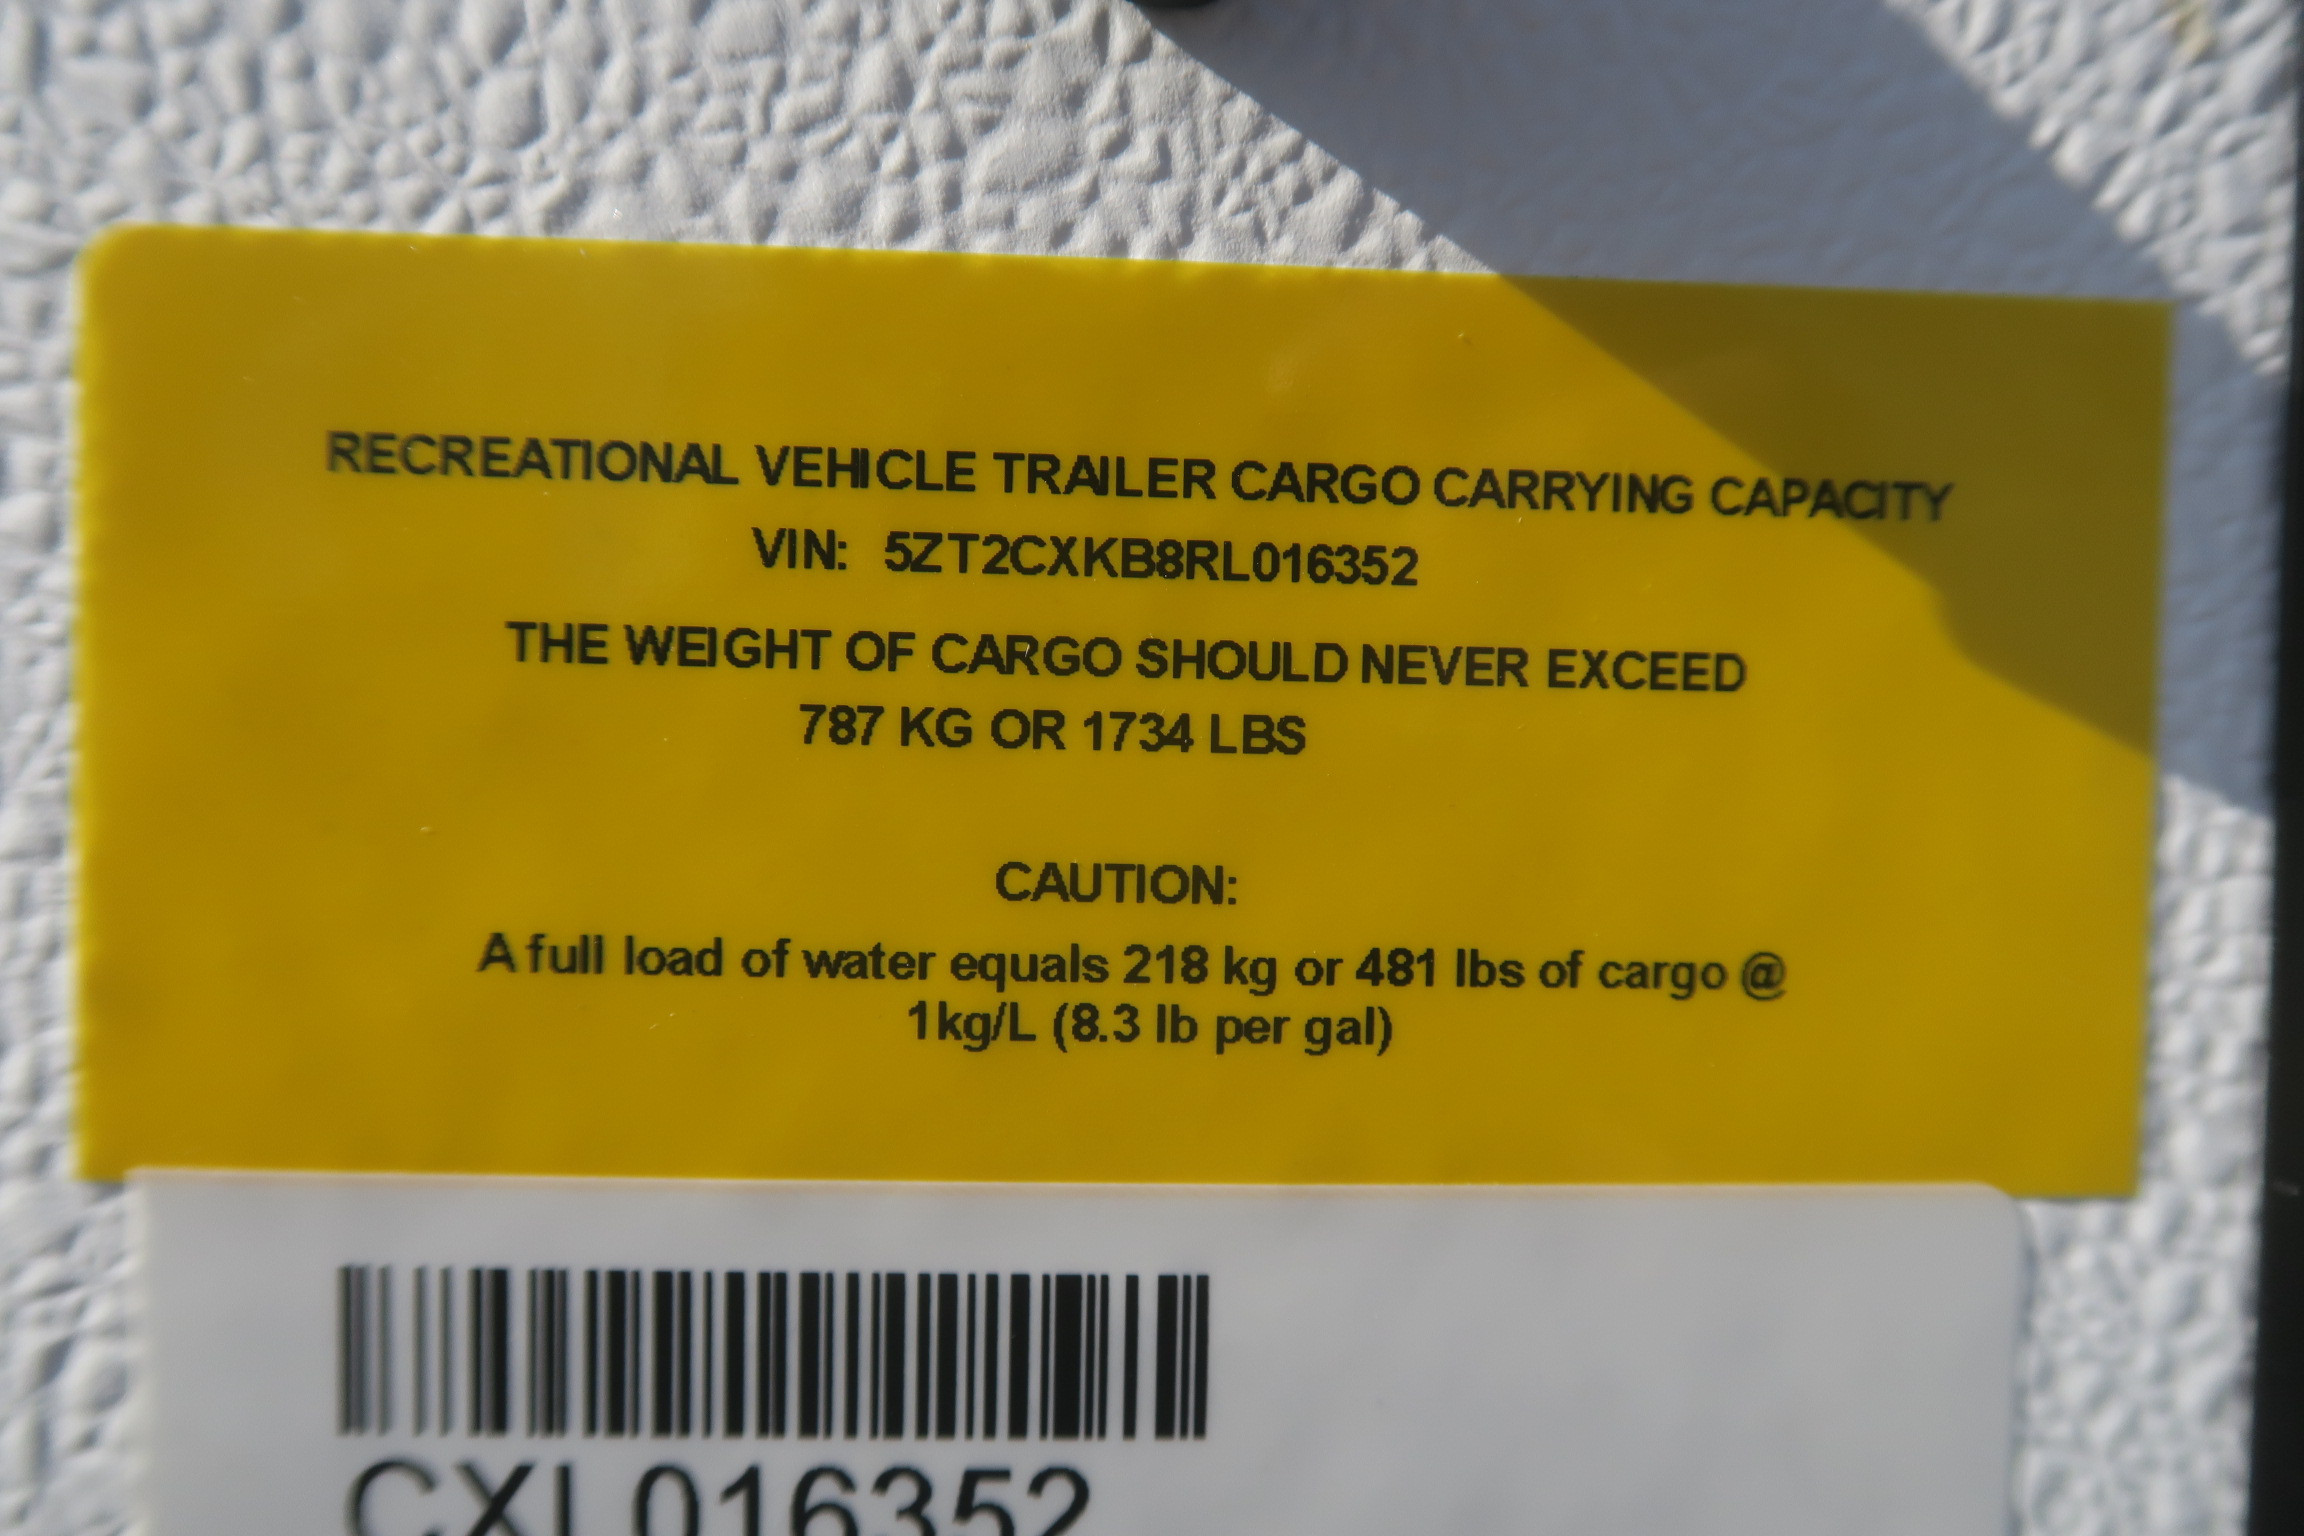 RECREATIONAL VEHICLE TRAILER CARGO CARRYING CAPACITY
VIN: 5ZT2CXKB8RL016352
THE WEIGHT OF CARGO SHOULD NEVER EXCEED
787 KG OR 1734 LBS
CAUTION:
A full load of water equals 218 kg or 481 lbs of cargo @
1kg/L (8.3 lb per gal)
CXL016352